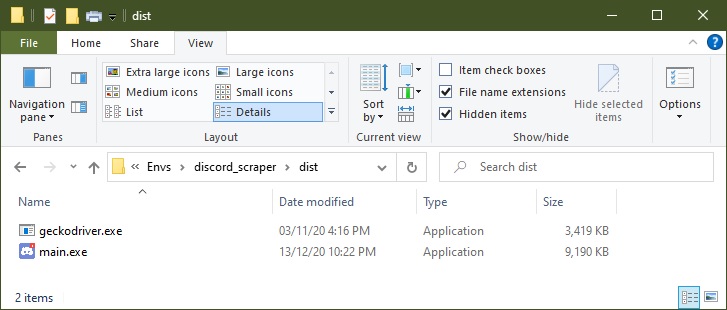 dist
File Home Share View
Navigation pane
Panes
Extra large icons Large icons
Medium icons Small icons
List Details
Layout
Sort by
Current view
Item check boxes
File name extensions
Hidden items
Hide selected items
Show/hide
Options
Envs discord_scraper dist
Search dist
Name Date modified Type Size
geckodriver.exe 03/11/20 4:16 PM Application 3,419 KB
main.exe 13/12/20 10:22 PM Application 9,190 KB
2 items